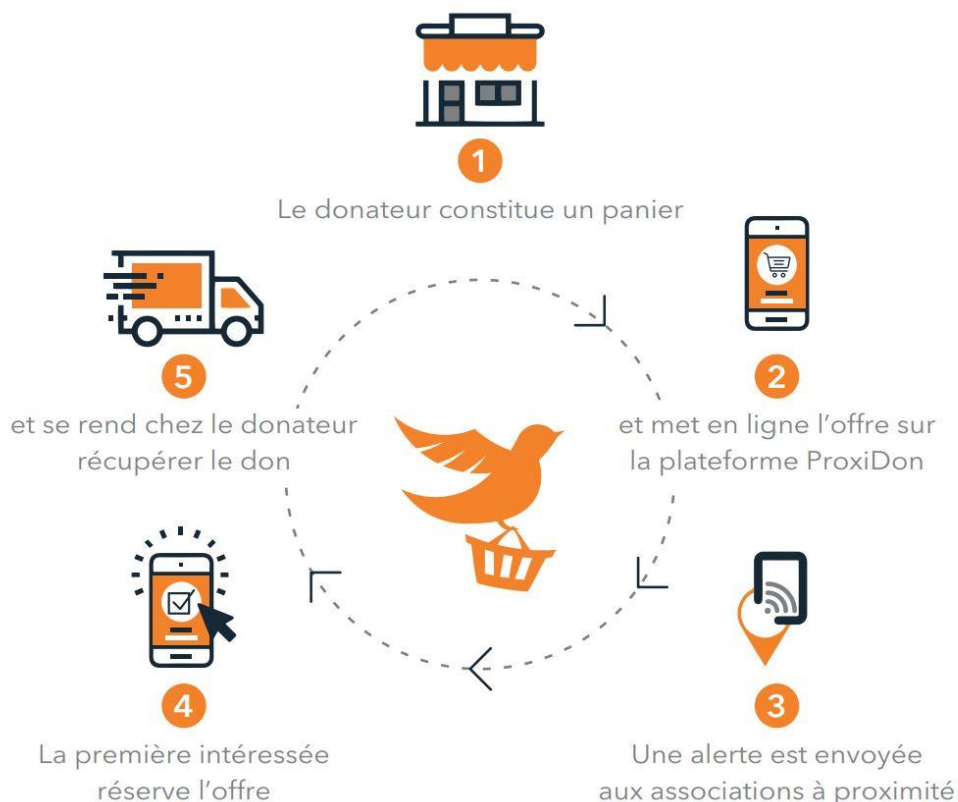 1
Le donateur constitue un panier
2
et met en ligne l'offre sur
la plateforme ProxiDon
3
Une alerte est envoyée
aux associations à proximité
4
La première intéressée
réserve l'offre
5
et se rend chez le donateur
récupérer le don